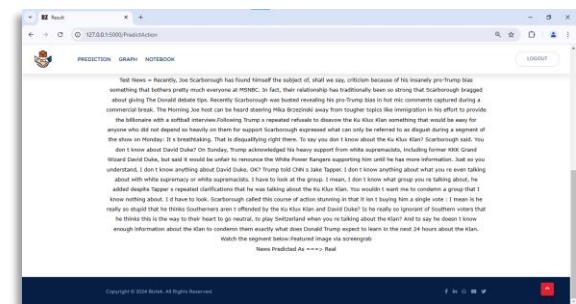 BZ Result
127.0.0.1:5000/PredictAction
PREDICTION GRAPH NOTEBOOK
LOGOUT
Test News = Recently, Joe Scarborough has found himself the subject of, shall we say, criticism because of his insanely pro-Trump bias
something that bothers pretty much everyone at MSNBC. In fact, their relationship has traditionally been so strong that Scarborough bragged
about giving The Donald debate tips. Recently Scarborough was busted revealing his pro-Trump bias in hot mic comments captured during a
commercial break. The Morning Joe host can be heard steering Mika Brzezinski away from tougher topics like immigration in his effort to provide
the billionaire with a softball interview.Following Trump s repeated refusals to disavow the Ku Klux Klan something that would be easy for
anyone who did not depend so heavily on them for support Scarborough expressed what can only be referred to as disgust during a segment of
the show on Monday: It s breathtaking. That is disqualifying right there. To say you don t know about the Ku Klux Klan? Scarborough said. You
don t know about David Duke? On Sunday, Trump acknowledged his heavy support from white supremacists, including former KKK Grand
Wizard David Duke, but said it would be unfair to renounce the White Power Rangers supporting him until he has more information. Just so you
understand, I don t know anything about David Duke, OK? Trump told CNN s Jake Tapper. I don t know anything about what you re even talking
about with white supremacy or white supremacists. I have to look at the group. I mean, I don t know what group you re talking about, he
added despite Tapper s repeated clarifications that he was talking about the Ku Klux Klan. You wouldn t want me to condemn a group that I
know nothing about. I d have to look. Scarborough called this course of action stunning in that it isn t buying him a single vote : I mean is he
really so stupid that he thinks Southerners aren t offended by the Ku Klux Klan and David Duke? Is he really so ignorant of Southern voters that
he thinks this is the way to their heart to go neutral, to play Switzerland when you re talking about the Klan? And to say he doesn t know
enough information about the Klan to condemn them exactly what does Donald Trump expect to learn in the next 24 hours about the Klan.
Watch the segment below:Featured image via screengrab
News Predicted As ===> Real
Copyright © 2024 Biztek. All Rights Reserved.